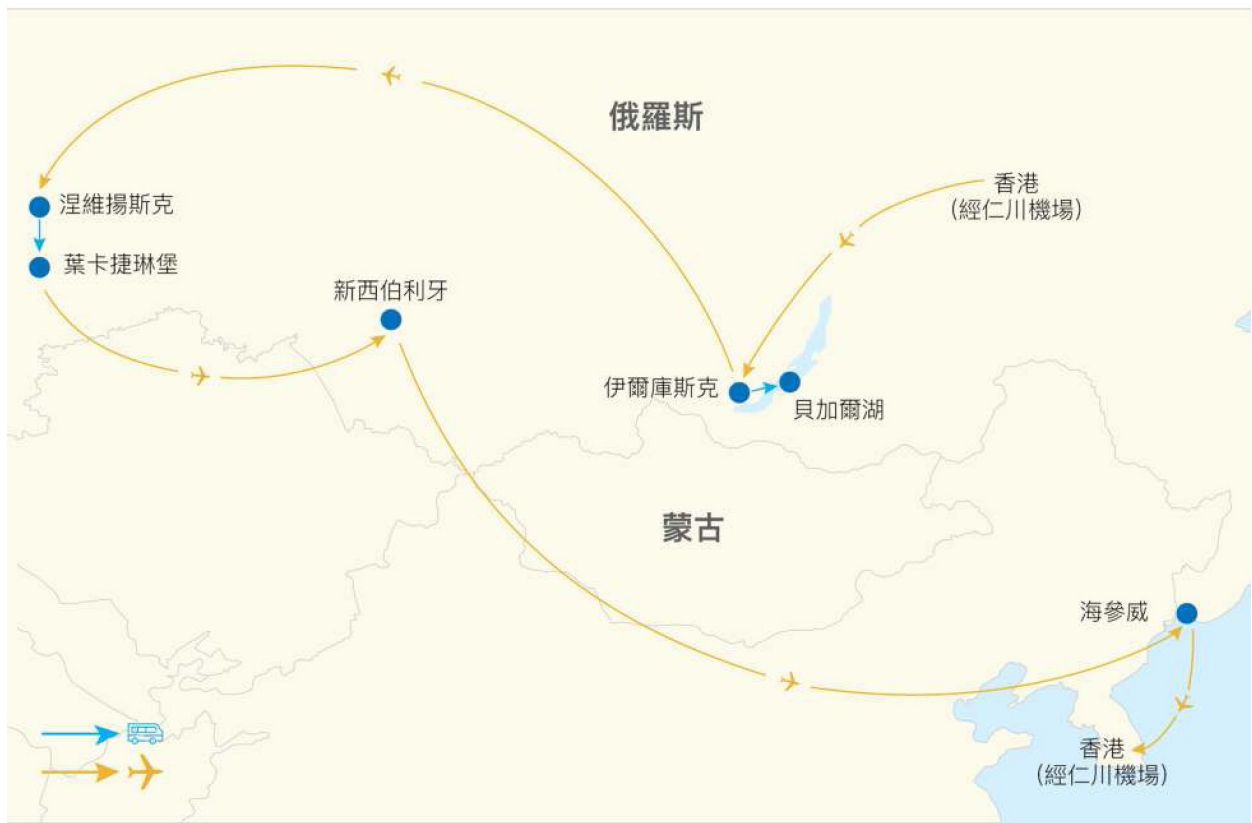 俄羅斯
香港
(經仁川機場)
涅維揚斯克
葉卡捷琳堡
新西伯利牙
伊爾庫斯克
貝加爾湖
蒙古
海參威
香港
(經仁川機場)